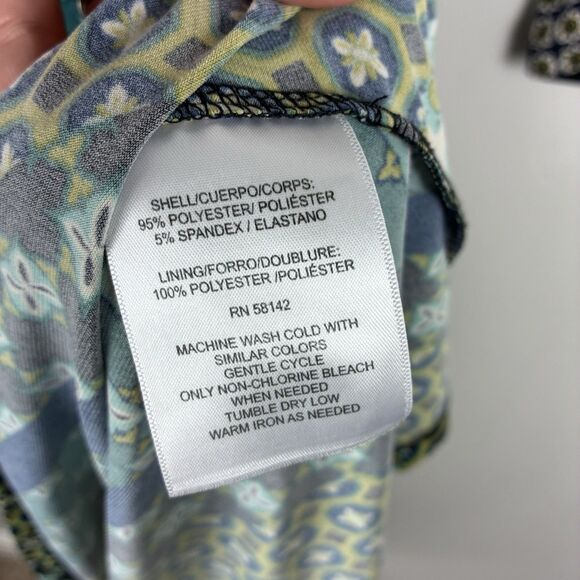 SHELL/CUERPO/CORPS:
95% POLYESTER/ POLIÉSTER
5% SPANDEX / ELASTANO
LINING/FORRO/DOUBLURE:
100% POLYESTER /POLIÉSTER
RN 58142
MACHINE WASH COLD WITH
SIMILAR COLORS
GENTLE CYCLE
ONLY NON-CHLORINE BLEACH
WHEN NEEDED
TUMBLE DRY LOW
WARM IRON AS NEEDED